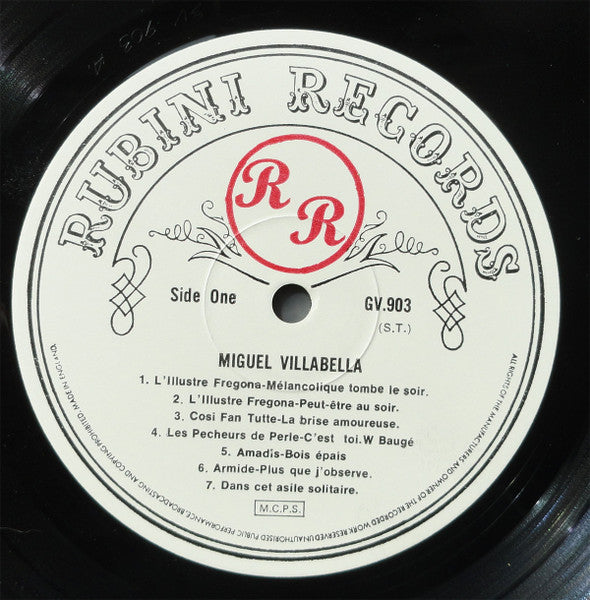 RUBINI RECORDS
R R
Side One
GV.903
(S.T.)
MIGUEL VILLABELLA
1. L'Illustre Fregona-Mélancolique tombe le soir.
2. L'Illustre Fregona-Peut-être au soir.
3. Cosi Fan Tutte-La brise amoureuse.
4. Les Pecheurs de Perle-C'est toi.W Baugé
5. Amadis-Bois épais
6. Armide-Plus que j'observe.
7. Dans cet asile solitaire.
M.C.P.S.
ALL RIGHTS OF THE MANUFACTURERS AND OWNER OF THE RECORDED WORK RESERVED UNAUTHORISED PUBLIC PERFORMANCE, BROADCASTING AND COPYING PROHIBITED. MADE IN ENGLAND.